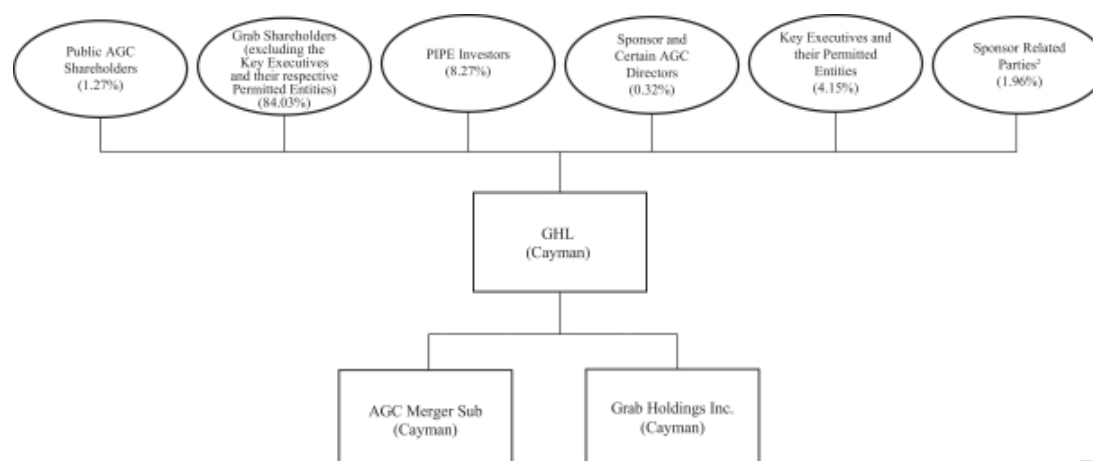 Public AGC
Shareholders
(1.27%)
Grab Shareholders
(excluding the
Key Executives
and their respective
Permitted Entities)
(84.03%)
PIPE Investors
(8.27%)
Sponsor and
Certain AGC
Directors
(0.32%)
Key Executives and
their Permitted
Entities
(4.15%)
Sponsor Related
Parties²
(1.96%)
GHL
(Cayman)
AGC Merger Sub
(Cayman)
Grab Holdings Inc.
(Cayman)